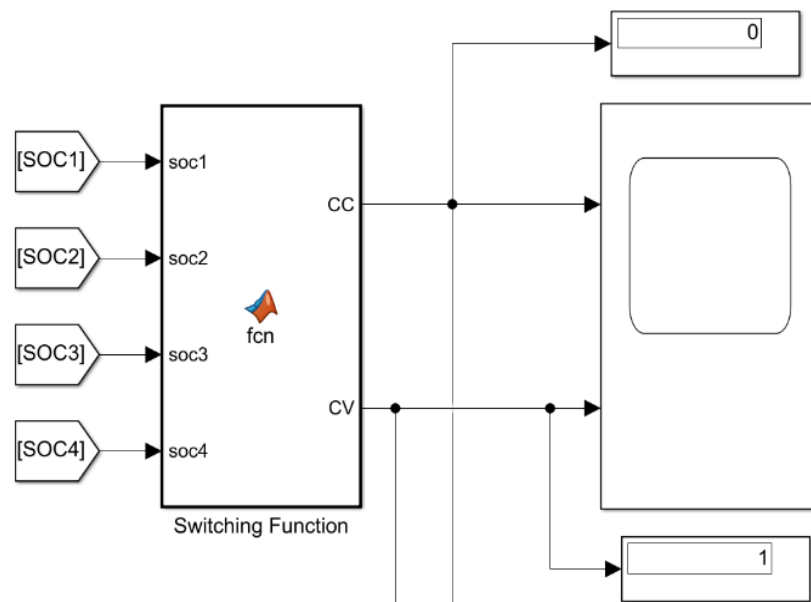 0
[SOC1]
soc1
CC
[SOC2]
soc2
fcn
[SOC3]
soc3
CV
[SOC4]
soc4
Switching Function
1